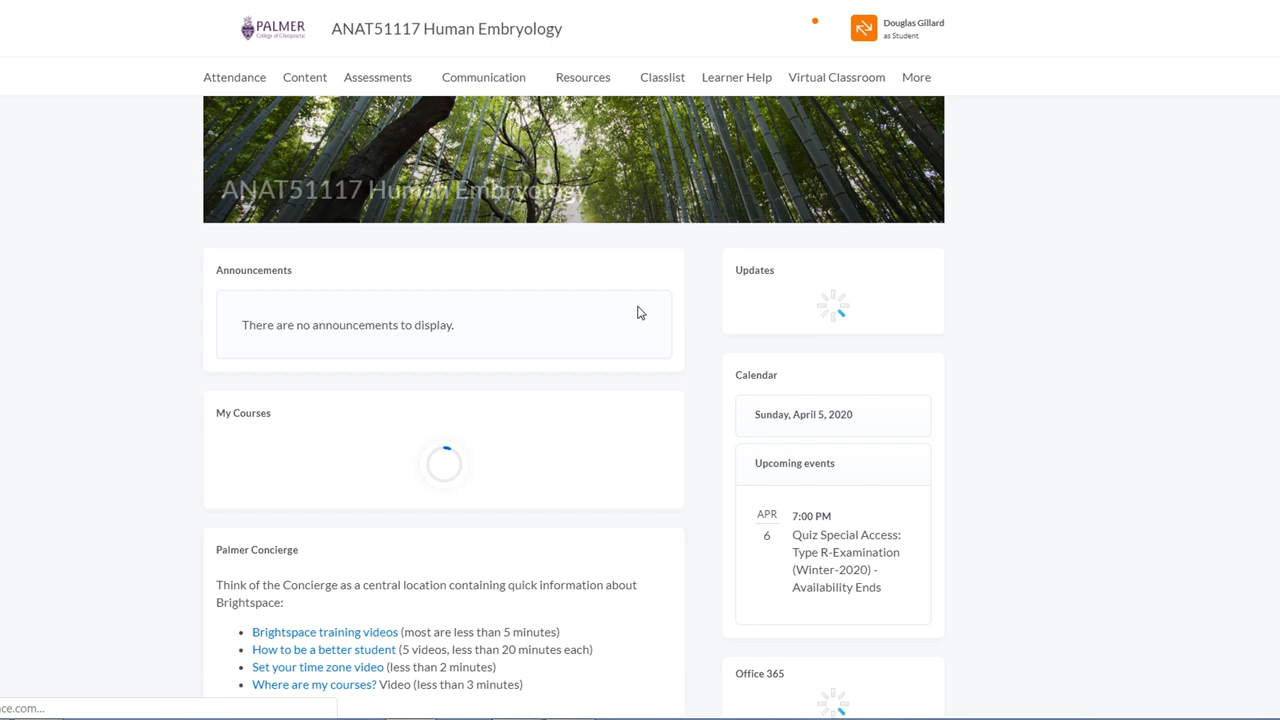 PALMER
College of Chiropractic
ANAT51117 Human Embryology
Douglas Gillard
as Student
Attendance Content Assessments Communication Resources Classlist Learner Help Virtual Classroom More
ANAT51117 Human Embryology
Announcements
There are no announcements to display.
My Courses
Palmer Concierge
Think of the Concierge as a central location containing quick information about
Brightspace:
• Brightspace training videos (most are less than 5 minutes)
• How to be a better student (5 videos, less than 20 minutes each)
• Set your time zone video (less than 2 minutes)
• Where are my courses? Video (less than 3 minutes)
Updates
Calendar
Sunday, April 5, 2020
Upcoming events
APR
6
7:00 PM
Quiz Special Access:
Type R-Examination
(Winter-2020) -
Availability Ends
Office 365
ce.com...